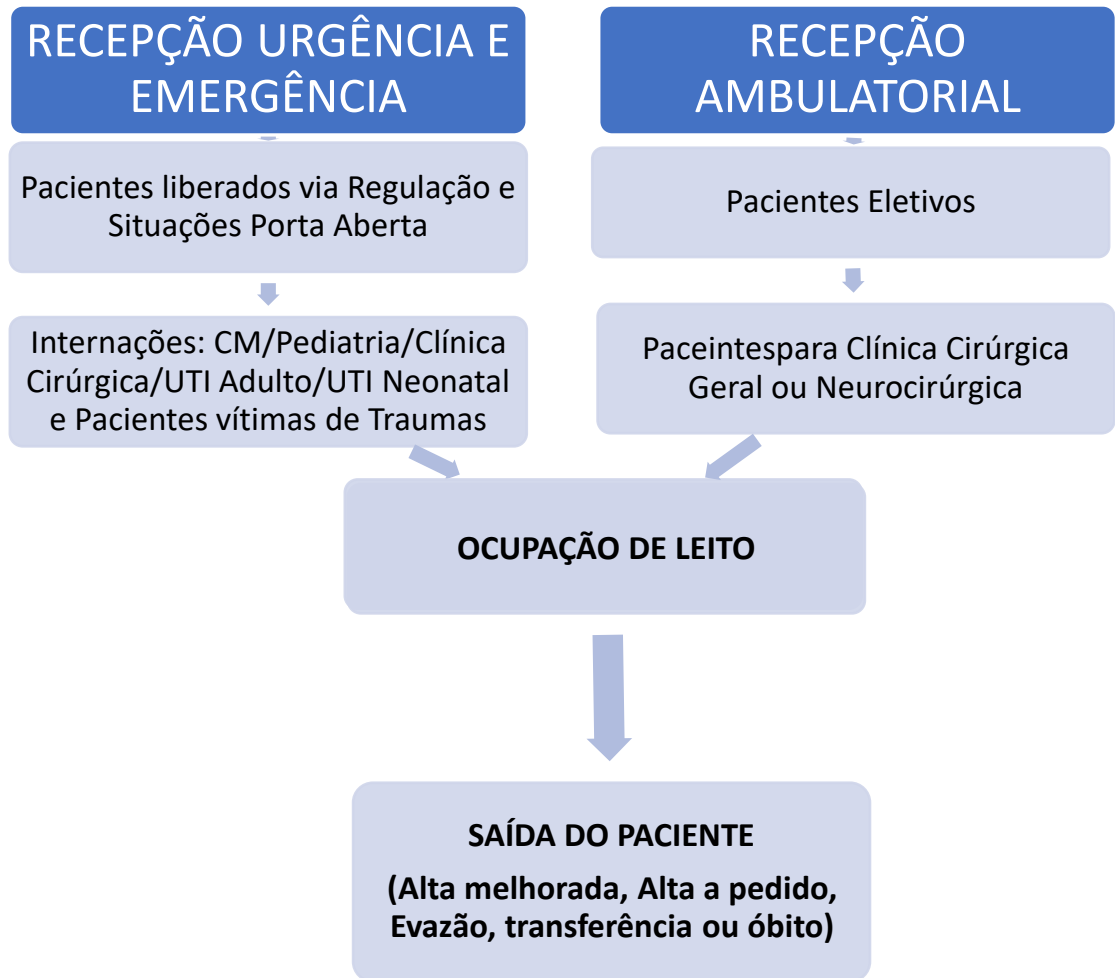 RECEPÇÃO URGÊNCIA E
EMERGÊNCIA
Pacientes liberados via Regulação e
Situações Porta Aberta
Internações: CM/Pediatria/Clínica
Cirúrgica/UTI Adulto/UTI Neonatal
e Pacientes vítimas de Traumas
RECEPÇÃO
AMBULATORIAL
Pacientes Eletivos
Paceintespara Clínica Cirúrgica
Geral ou Neurocirúrgica
OCUPAÇÃO DE LEITO
SAÍDA DO PACIENTE
(Alta melhorada, Alta a pedido,
Evazão, transferência ou óbito)